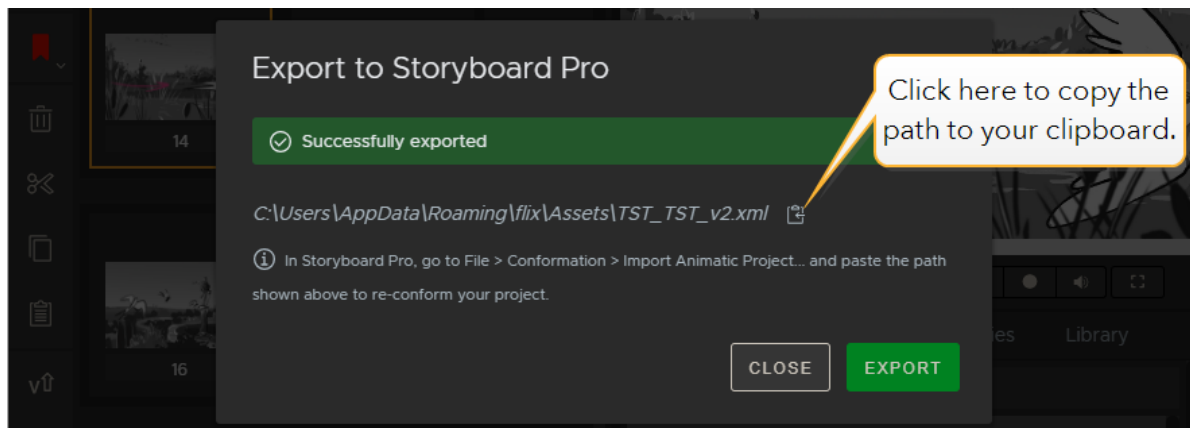 Export to Storyboard Pro
Click here to copy the
path to your clipboard.
14
Successfully exported
C:\Users\AppData\Roaming\flix\Assets\TST_TST_v2.xml
In Storyboard Pro, go to File > Conformation > Import Animatic Project... and paste the path
shown above to re-conform your project.
Library
16
CLOSE
EXPORT
V